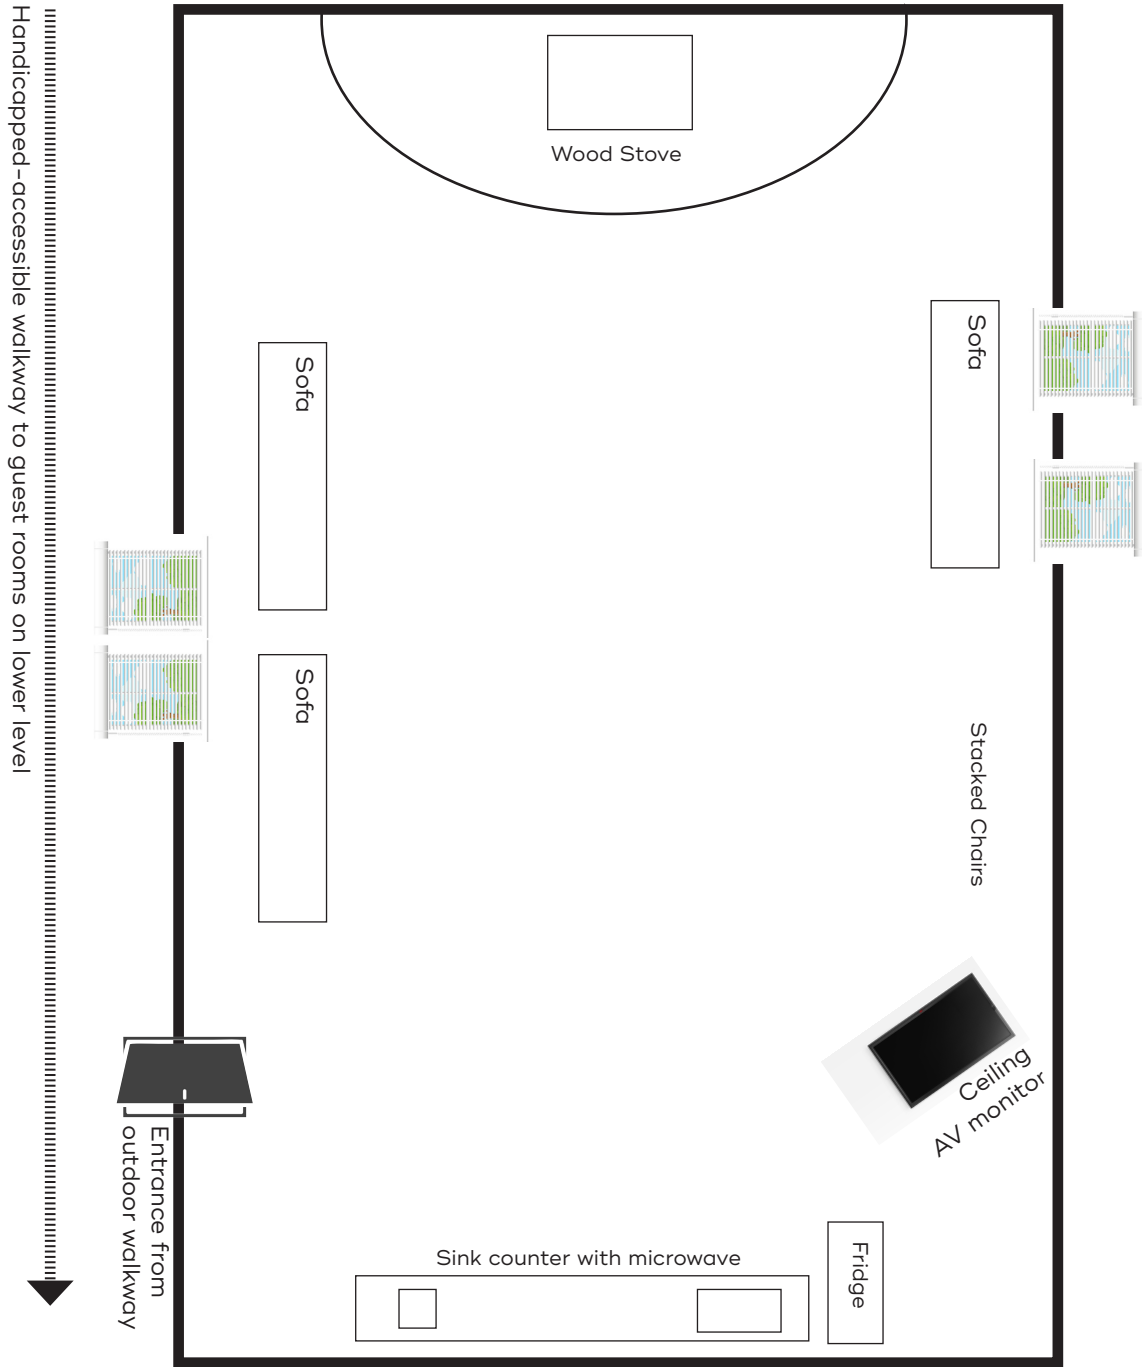 Handicapped-accessible walkway to guest rooms on lower level
Wood Stove
Sofa
Sofa
Sofa
Stacked Chairs
Ceiling
AV monitor
Entrance from
outdoor walkway
Sink counter with microwave
Fridge